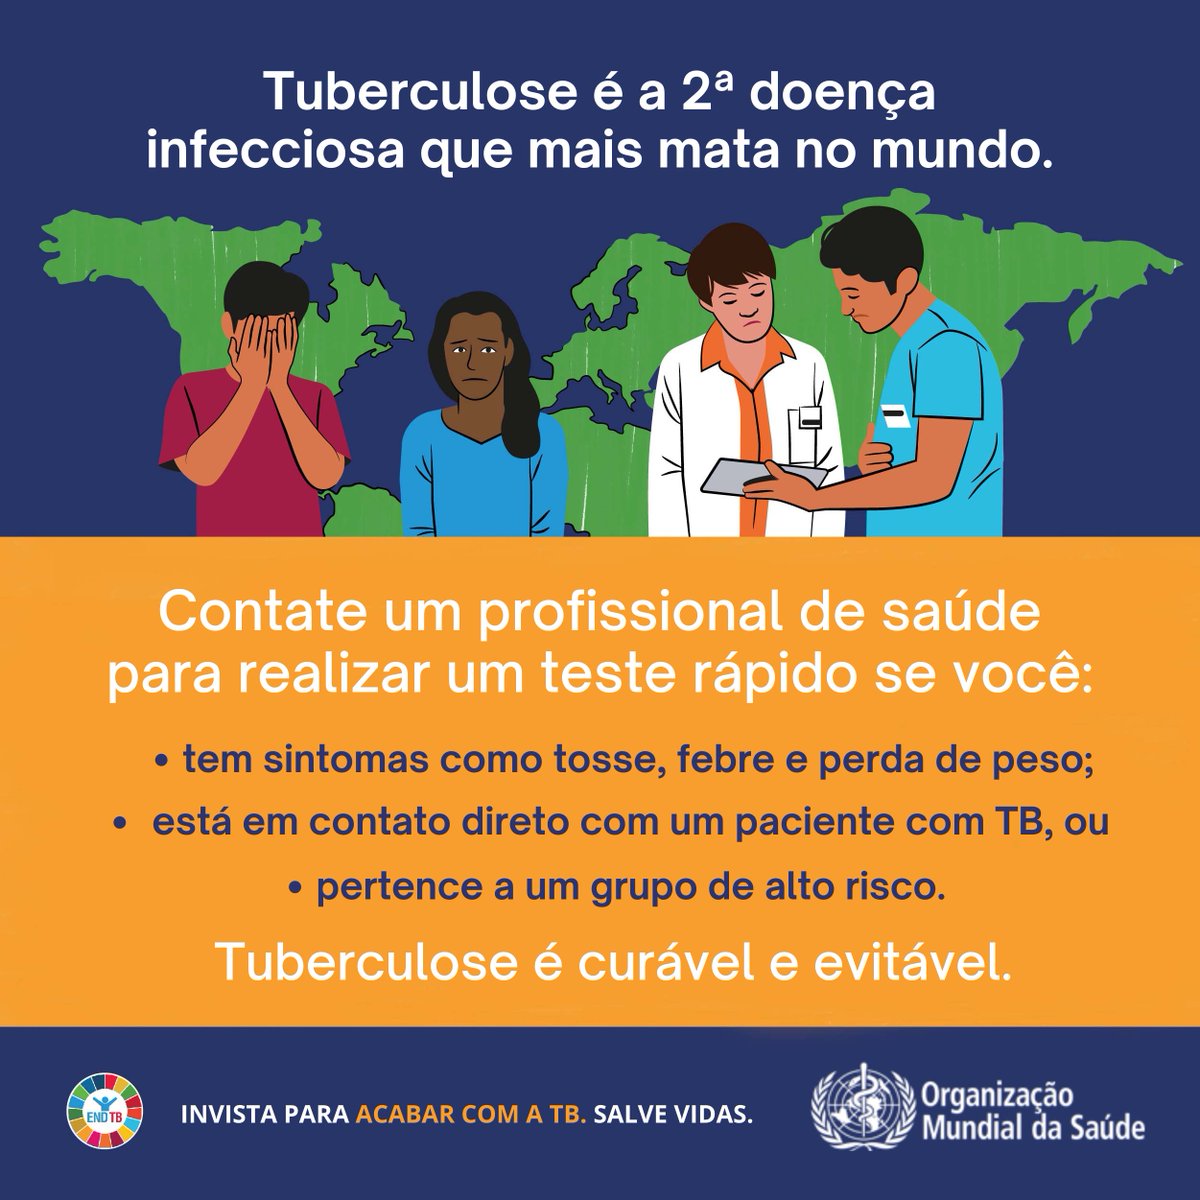 Tuberculose é a 2ª doença
infecciosa que mais mata no mundo.
Contate um profissional de saúde
para realizar um teste rápido se você:
• tem sintomas como tosse, febre e perda de peso;
• está em contato direto com um paciente com TB, ou
• pertence a um grupo de alto risco.
Tuberculose é curável e evitável.
END TB
INVISTA PARA ACABAR COM A TB. SALVE VIDAS.
Organização
Mundial da Saúde